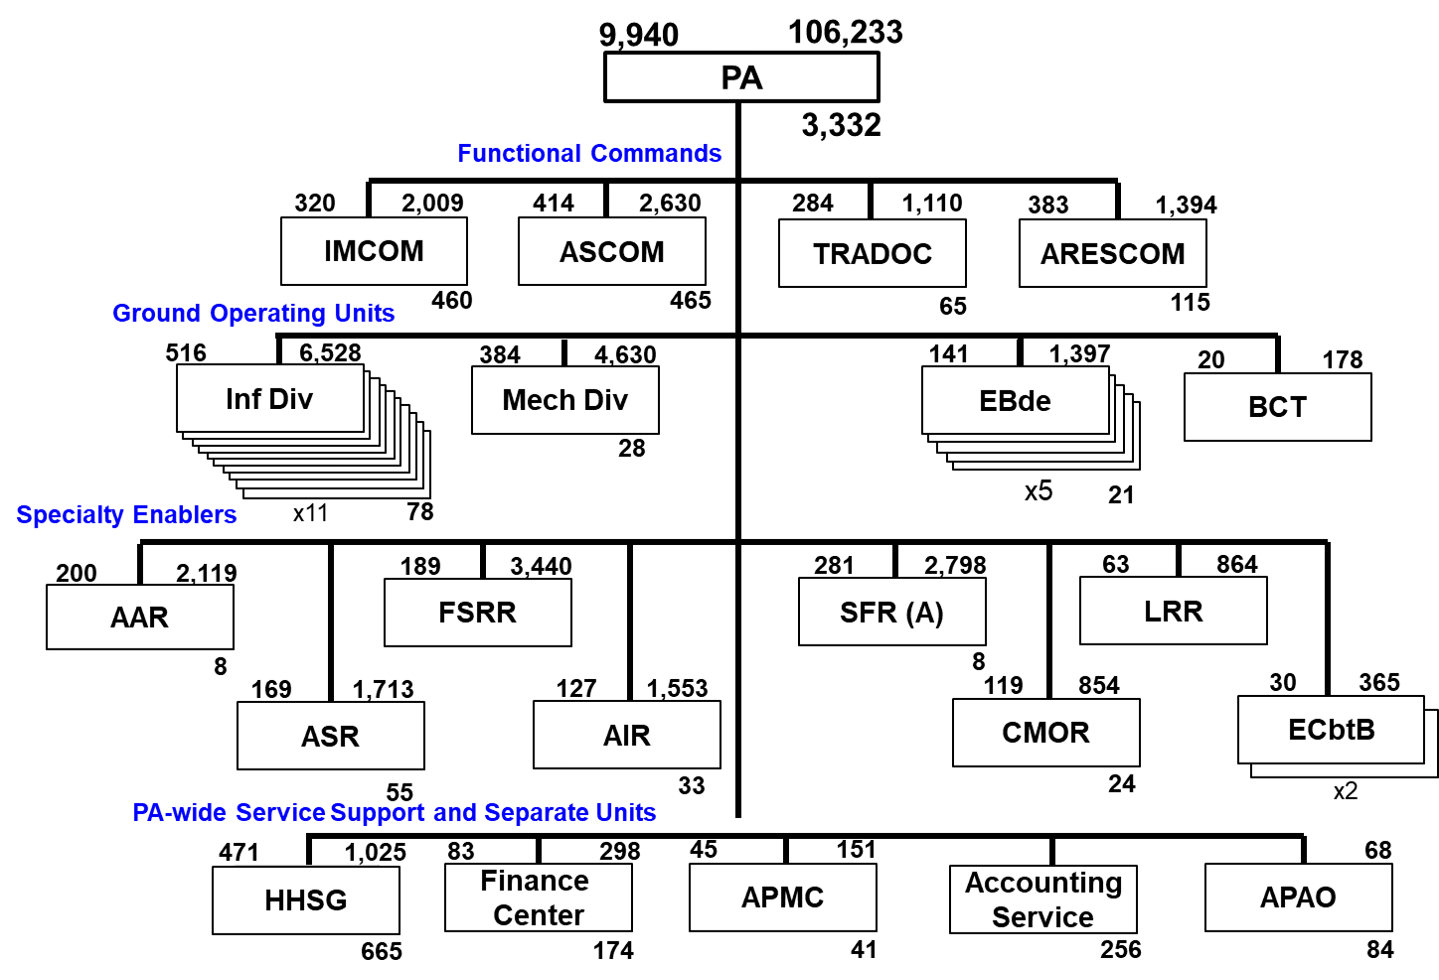 9,940 106,233
PA
3,332
Functional Commands
320 2,009 414 2,630 284 1,110 383 1,394
IMCOM ASCOM TRADOC ARESCOM
460 465 65 115
Ground Operating Units
516 6,528 384 4,630 141 1,397 20 178
Inf Div Mech Div EBde BCT
28
x11 78 x5 21
Specialty Enablers
200 2,119 189 3,440 281 2,798 63 864
AAR FSRR SFR (A) LRR
8 8
169 1,713 127 1,553 119 854 30 365
ASR AIR CMOR ECbtB
55 33 24 x2
PA-wide Service Support and Separate Units
471 1,025 83 298 45 151 68
HHSG Finance Center APMC Accounting Service APAO
665 174 41 256 84